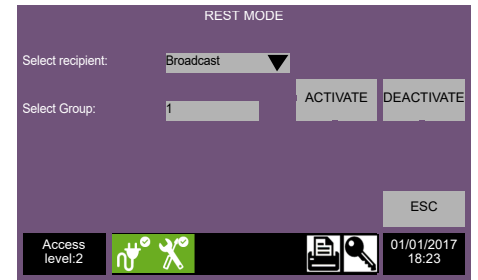 REST MODE
Select recipient: Broadcast
Select Group: 1
ACTIVATE DEACTIVATE
ESC
Access
level:2
01/01/2017
18:23